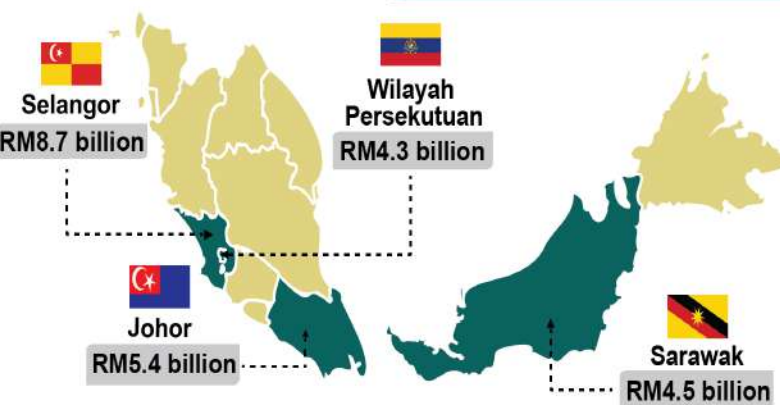 Selangor
RM8.7 billion
Wilayah
Persekutuan
RM4.3 billion
Johor
RM5.4 billion
Sarawak
RM4.5 billion